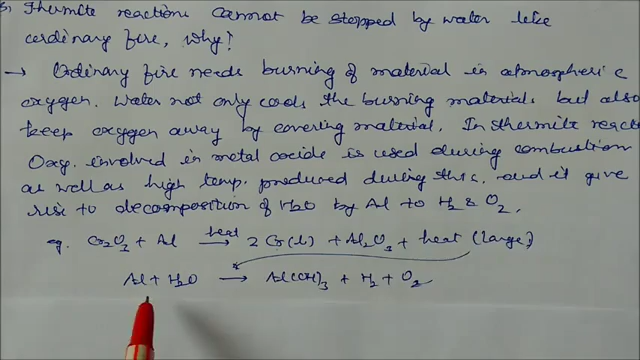 Thermite reaction cannot be stopped by water like
ordinary fire, Why?
→ Ordinary fire needs burning of material in atmospheric
oxygen. Water not only cools the burning materials but also
keep oxygen away by covering material. In thermite react
Oxy. involved in metal oxide is used during combustion
as well as high temp. produced during this, and it give
rise to decomposition of H2O by Al to H2 & O2.
eg. Cr2O3 + Al —heat→ 2 Cr(l) + Al2O3 + heat (large)
Al + H2O → Al(OH)3 + H2 + O2